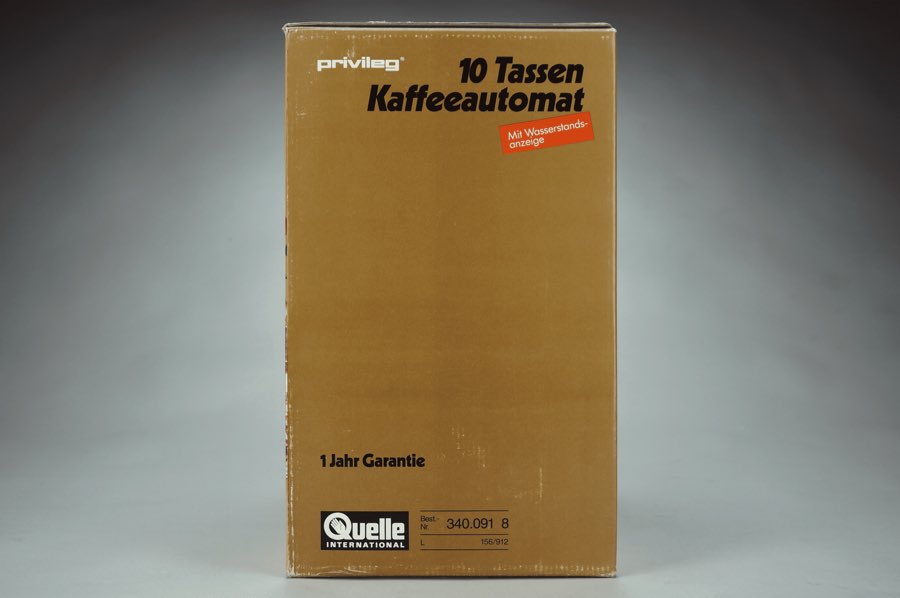 privileg®
10 Tassen
Kaffeeautomat
Mit Wasserstands-
anzeige
1 Jahr Garantie
Quelle
INTERNATIONAL
Best.-
Nr. 340.091 8
L 156/912